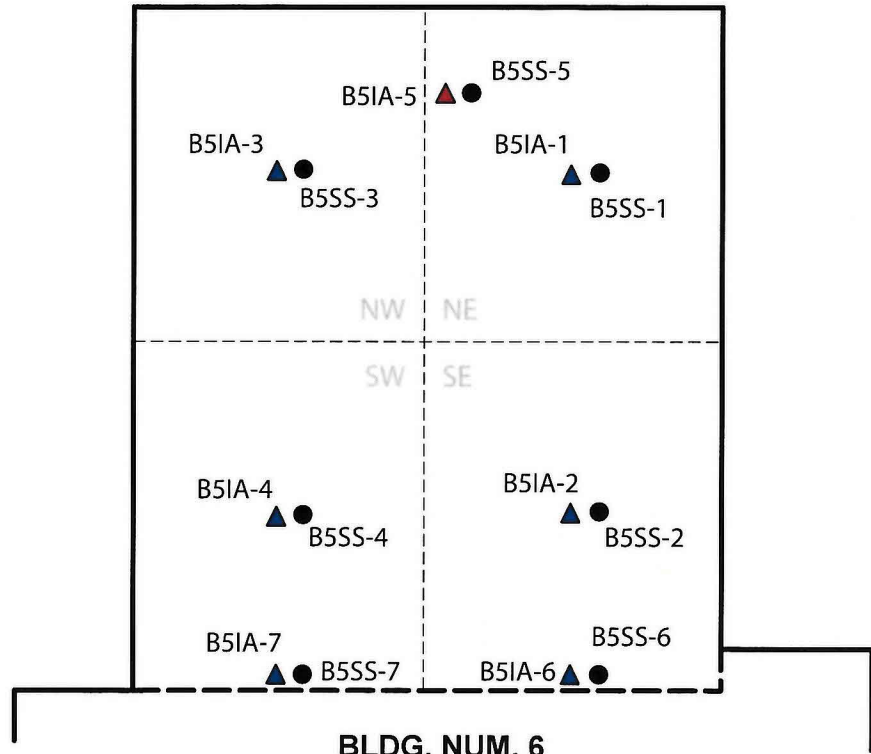 B5SS-5
B5IA-5
B5IA-3
B5IA-1
B5SS-3
B5SS-1
NW NE
SW SE
B5IA-4
B5IA-2
B5SS-4
B5SS-2
B5IA-7
B5SS-6
B5SS-7
B5IA-6
BLDG. NUM. 6